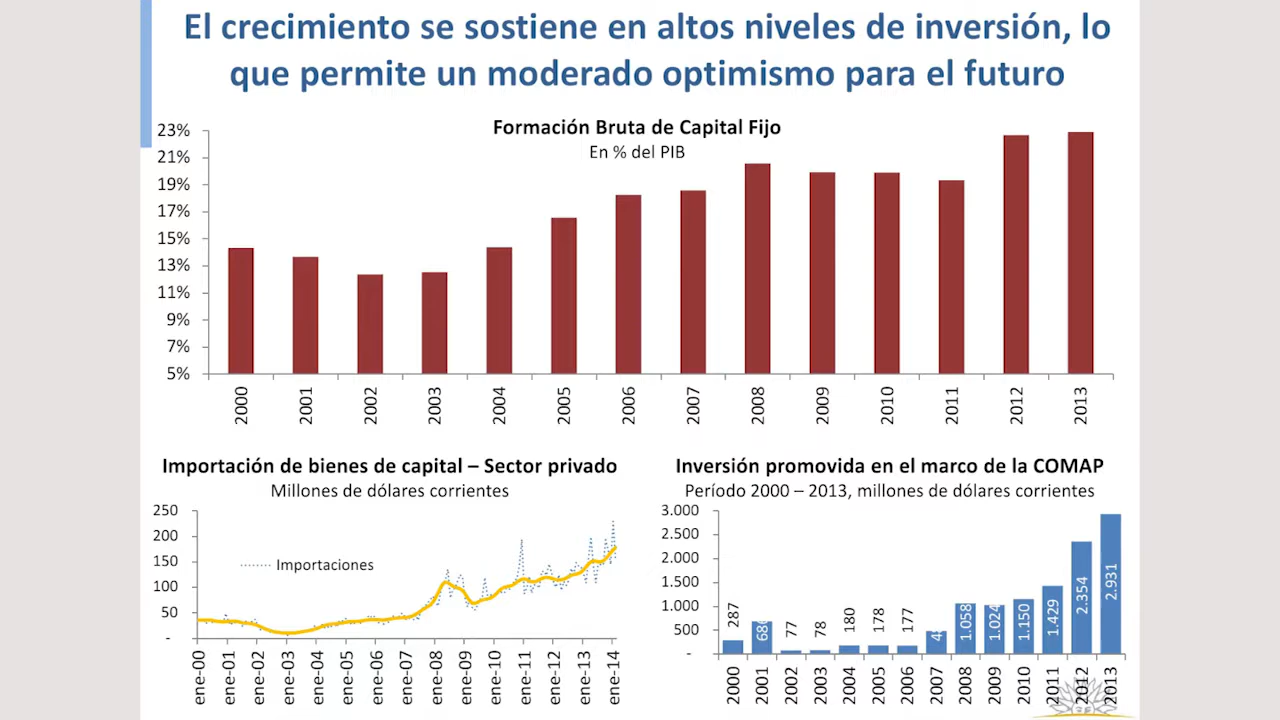 El crecimiento se sostiene en altos niveles de inversión, lo
que permite un moderado optimismo para el futuro
Formación Bruta de Capital Fijo
En % del PIB
23%
21%
19%
17%
15%
13%
11%
9%
7%
5%
2000 2001 2002 2003 2004 2005 2006 2007 2008 2009 2010 2011 2012 2013
Importación de bienes de capital – Sector privado
Millones de dólares corrientes
250
200
150
100
50
-
Importaciones
ene-00 ene-01 ene-02 ene-03 ene-04 ene-05 ene-06 ene-07 ene-08 ene-09 ene-10 ene-11 ene-12 ene-13 ene-14
Inversión promovida en el marco de la COMAP
Período 2000 – 2013, millones de dólares corrientes
3.000
2.500
2.000
1.500
1.000
500
-
287 686 77 78 180 178 177 1.058 1.024 1.150 1.429 2.354 2.931
2000 2001 2002 2003 2004 2005 2006 2007 2008 2009 2010 2011 2012 2013